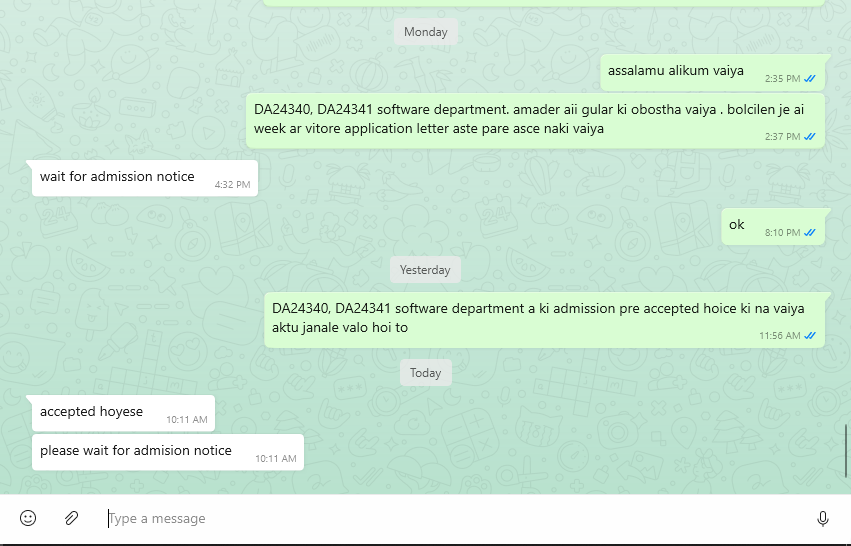 Monday
assalamu alikum vaiya
2:35 PM
DA24340, DA24341 software department. amader aii gular ki obostha vaiya . bolcilen je ai
week ar vitore application letter aste pare asce naki vaiya
2:37 PM
wait for admission notice
4:32 PM
ok
8:10 PM
Yesterday
DA24340, DA24341 software department a ki admission pre accepted hoice ki na vaiya
aktu janale valo hoi to
11:56 AM
Today
accepted hoyese
10:11 AM
please wait for admision notice
10:11 AM
Type a message